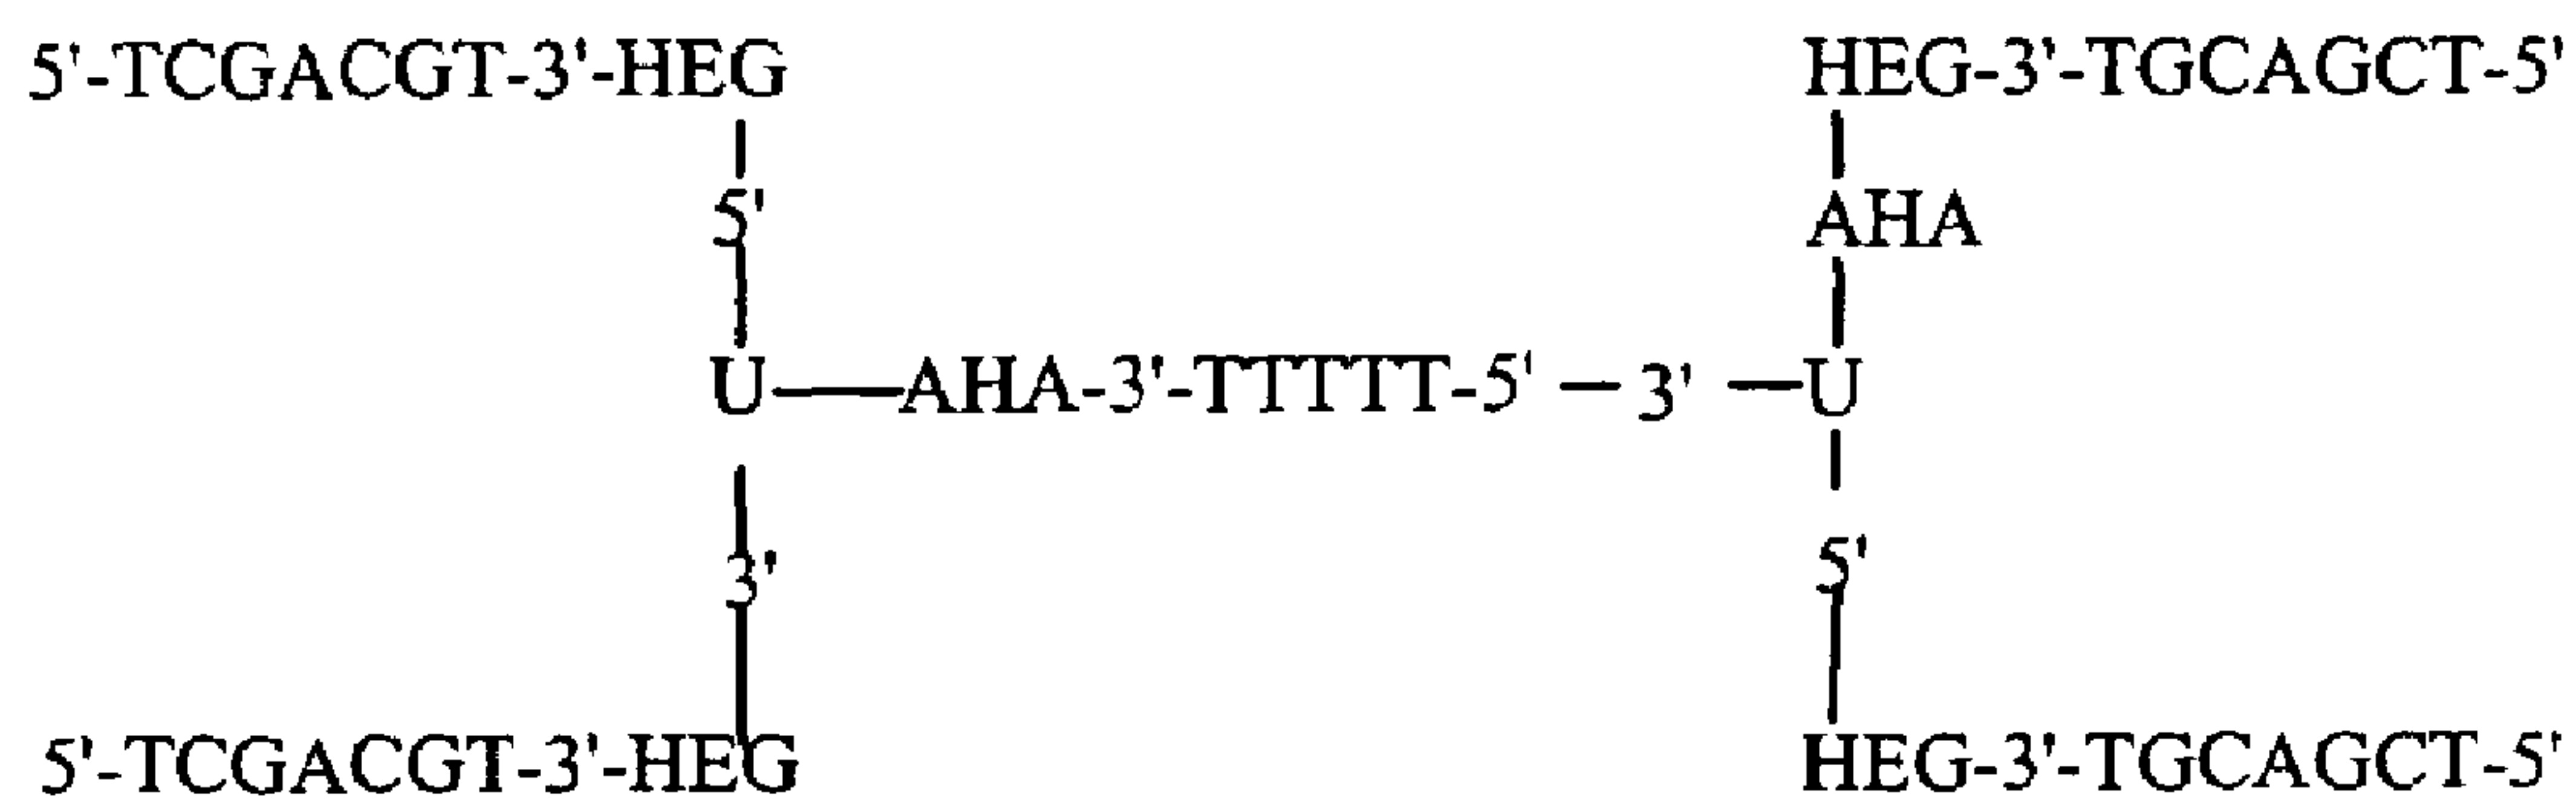 5'-TCGACGT-3'-HEG HEG-3'-TGCAGCT-5'
5' AHA
U—AHA-3'-TTTTT-5' — 3' —U
3' 5'
5'-TCGACGT-3'-HEG HEG-3'-TGCAGCT-5'